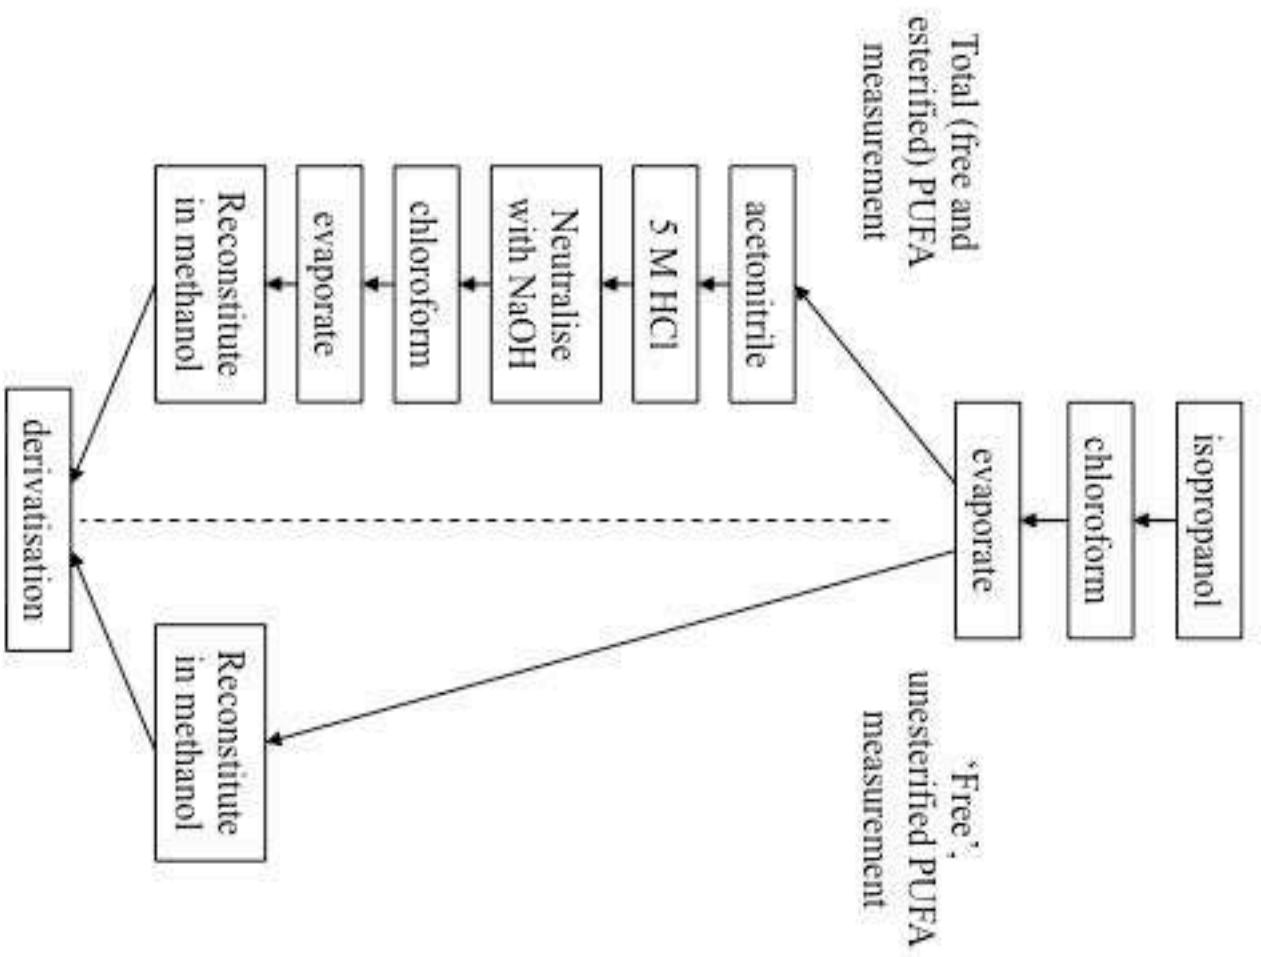 isopropanol
chloroform
evaporate
Total (free and
esterified) PUFA
measurement
‘Free’,
unesterified PUFA
measurement
acetonitrile
5 M HCl
Neutralise
with NaOH
chloroform
evaporate
Reconstitute
in methanol
Reconstitute
in methanol
derivatisation